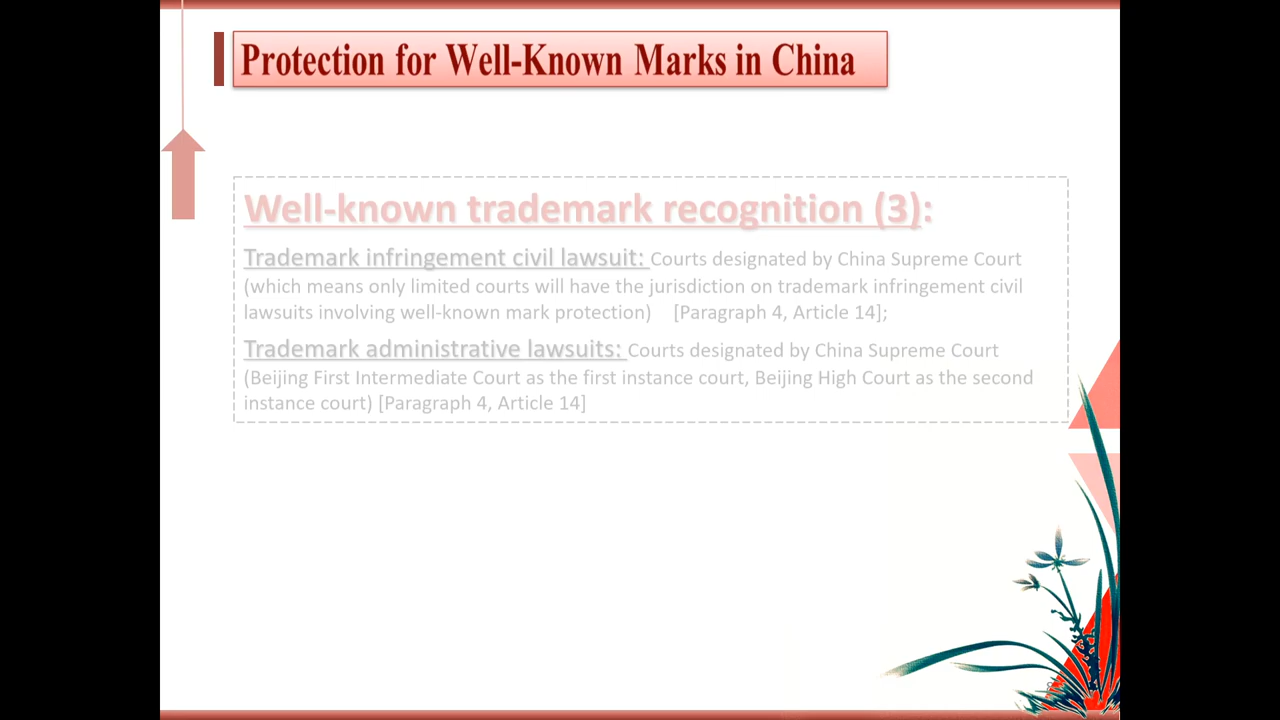 Protection for Well-Known Marks in China
Well-known trademark recognition (3):
Trademark infringement civil lawsuit: Courts designated by China Supreme Court
(which means only limited courts will have the jurisdiction on trademark infringement civil
lawsuits involving well-known mark protection) [Paragraph 4, Article 14];
Trademark administrative lawsuits: Courts designated by China Supreme Court
(Beijing First Intermediate Court as the first instance court, Beijing High Court as the second
instance court) [Paragraph 4, Article 14]